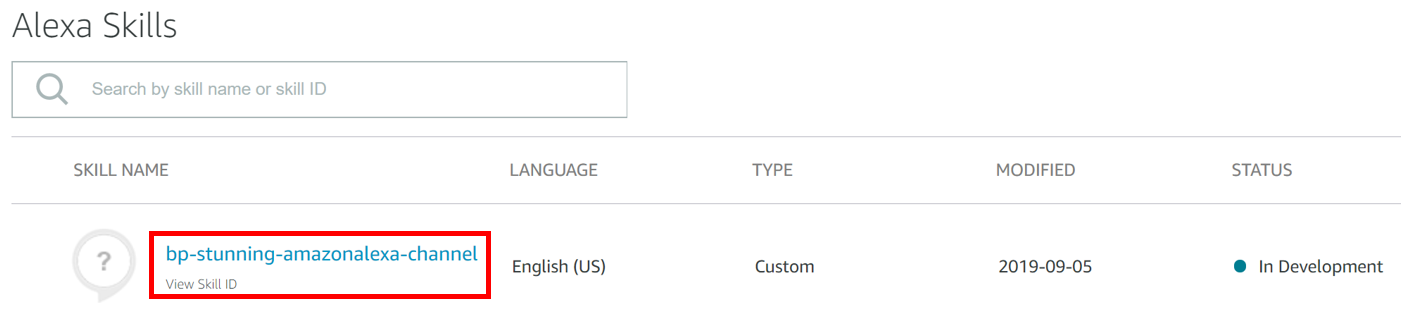 Alexa Skills
Search by skill name or skill ID
SKILL NAME LANGUAGE TYPE MODIFIED STATUS
?
bp-stunning-amazonalexa-channel
View Skill ID
English (US) Custom 2019-09-05 In Development